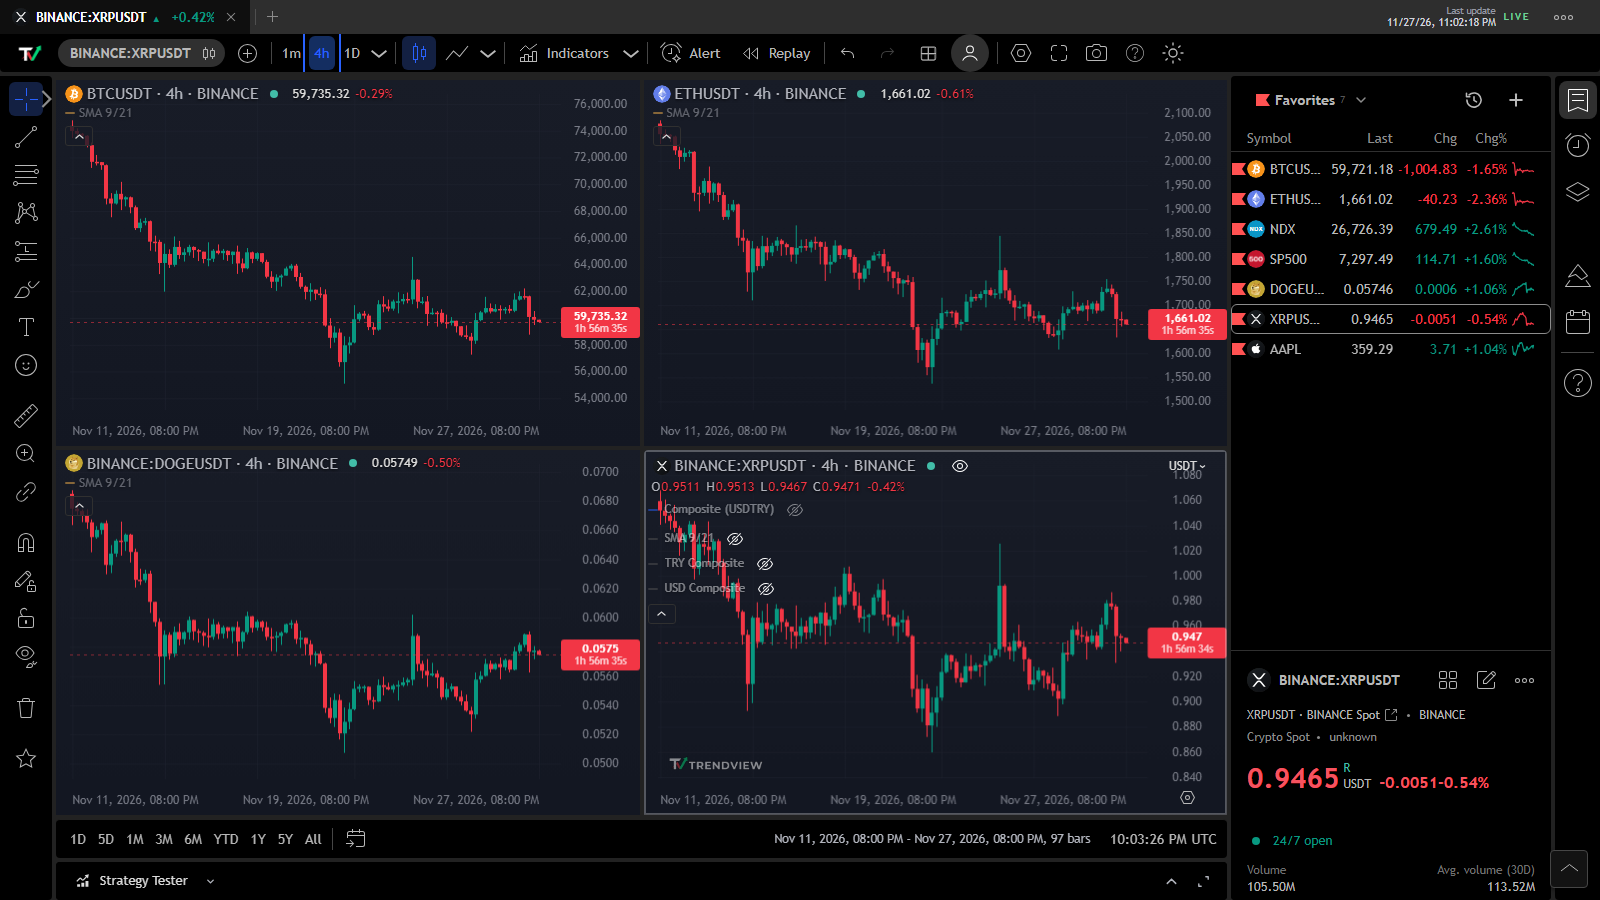 BINANCE:XRPUSDT ▲ +0.42%
Last update
11/27/26, 11:02:18 PM LIVE
BINANCE:XRPUSDT
1m 4h 1D Indicators Alert Replay
BTCUSDT · 4h · BINANCE 59,735.32 -0.29%
SMA 9/21
76,000.00
74,000.00
72,000.00
70,000.00
68,000.00
66,000.00
64,000.00
62,000.00
59,735.32
1h 56m 35s
58,000.00
56,000.00
54,000.00
Nov 11, 2026, 08:00 PM Nov 19, 2026, 08:00 PM Nov 27, 2026, 08:00 PM
ETHUSDT · 4h · BINANCE 1,661.02 -0.61%
SMA 9/21
2,100.00
2,050.00
2,000.00
1,950.00
1,900.00
1,850.00
1,800.00
1,750.00
1,700.00
1,661.02
1h 56m 35s
1,600.00
1,550.00
1,500.00
Nov 11, 2026, 08:00 PM Nov 19, 2026, 08:00 PM Nov 27, 2026, 08:00 PM
BINANCE:DOGEUSDT · 4h · BINANCE 0.05749 -0.50%
SMA 9/21
0.0700
0.0680
0.0660
0.0640
0.0620
0.0600
0.0575
1h 56m 35s
0.0560
0.0540
0.0520
0.0500
Nov 11, 2026, 08:00 PM Nov 19, 2026, 08:00 PM Nov 27, 2026, 08:00 PM
BINANCE:XRPUSDT · 4h · BINANCE USDT
O0.9511 H0.9513 L0.9467 C0.9471 -0.42%
Composite (USDTRY)
SMA 9/21
TRY Composite
USD Composite
1.080
1.060
1.040
1.020
1.000
0.980
0.960
0.947
1h 56m 34s
0.920
0.900
0.880
0.860
0.840
TRENDVIEW
Nov 11, 2026, 08:00 PM Nov 19, 2026, 08:00 PM Nov 27, 2026, 08:00 PM
1D 5D 1M 3M 6M YTD 1Y 5Y All
Nov 11, 2026, 08:00 PM - Nov 27, 2026, 08:00 PM, 97 bars 10:03:26 PM UTC
Strategy Tester
Favorites 7
Symbol Last Chg Chg%
BTCUS... 59,721.18 -1,004.83 -1.65%
ETHUS... 1,661.02 -40.23 -2.36%
NDX NDX 26,726.39 679.49 +2.61%
500 SP500 7,297.49 114.71 +1.60%
DOGEU... 0.05746 0.0006 +1.06%
XRPUS... 0.9465 -0.0051 -0.54%
AAPL 359.29 3.71 +1.04%
BINANCE:XRPUSDT
XRPUSDT · BINANCE Spot • BINANCE
Crypto Spot • unknown
0.9465 R USDT -0.0051-0.54%
24/7 open
Volume Avg. volume (30D)
105.50M 113.52M